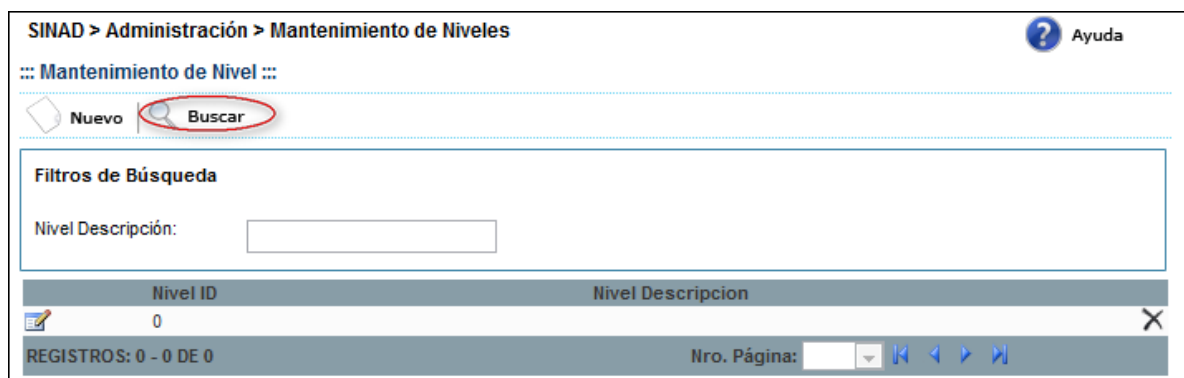 SINAD > Administración > Mantenimiento de Niveles
Ayuda
::: Mantenimiento de Nivel :::
Nuevo
Buscar
Filtros de Búsqueda
Nivel Descripción:
Nivel ID Nivel Descripcion
0
REGISTROS: 0 - 0 DE 0 Nro. Página: